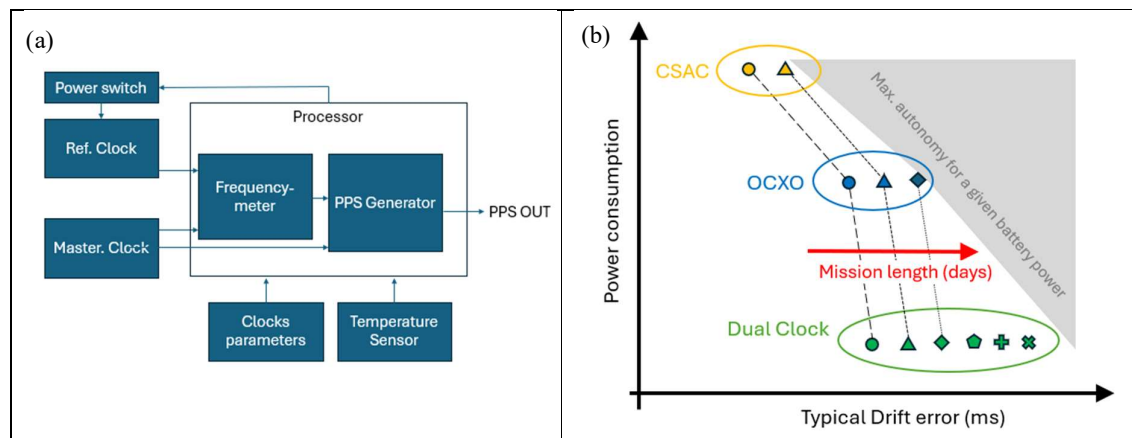 (a)
Power switch
Processor
Ref. Clock
Frequency-
meter
PPS Generator
PPS OUT
Master. Clock
Clocks
parameters
Temperature
Sensor
(b)
Power consumption
CSAC
Max. autonomy for a given battery power
OCXO
Mission length (days)
Dual Clock
Typical Drift error (ms)